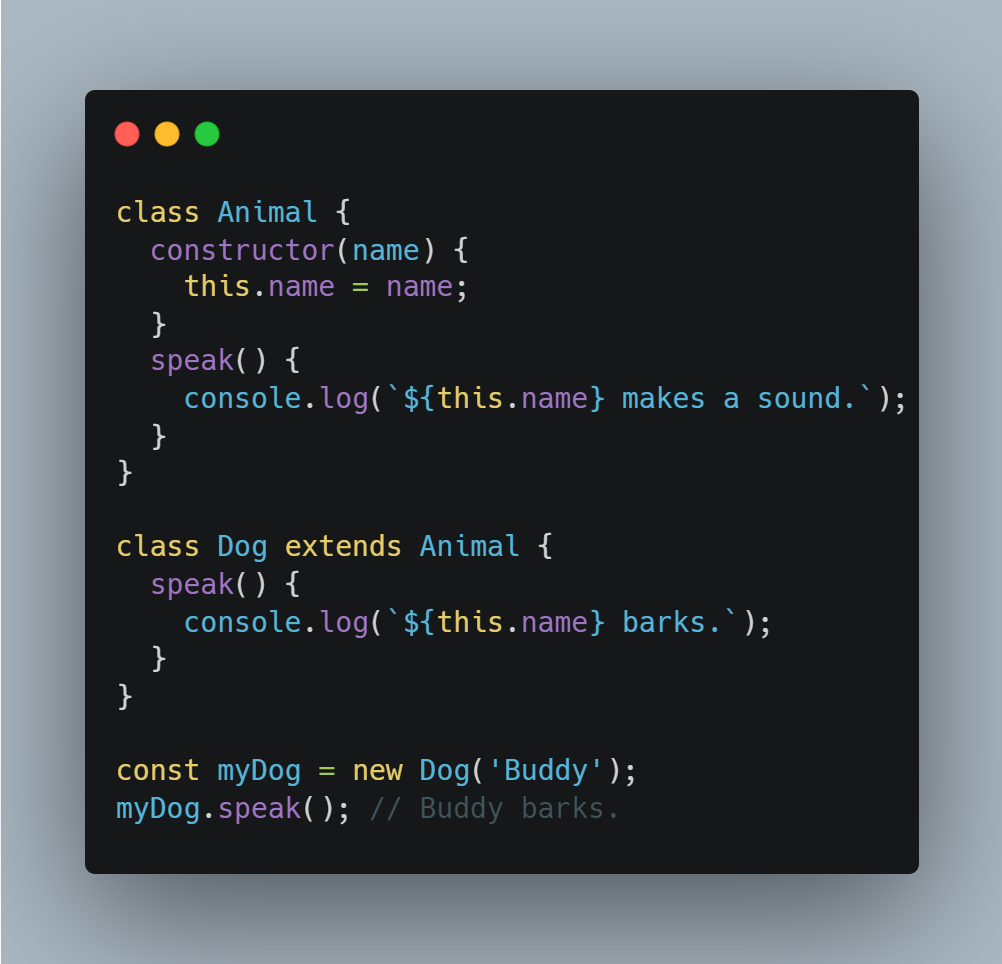 class Animal {
  constructor(name) {
    this.name = name;
  }
  speak() {
    console.log(`${this.name} makes a sound.`);
  }
}

class Dog extends Animal {
  speak() {
    console.log(`${this.name} barks.`);
  }
}

const myDog = new Dog('Buddy');
myDog.speak(); // Buddy barks.